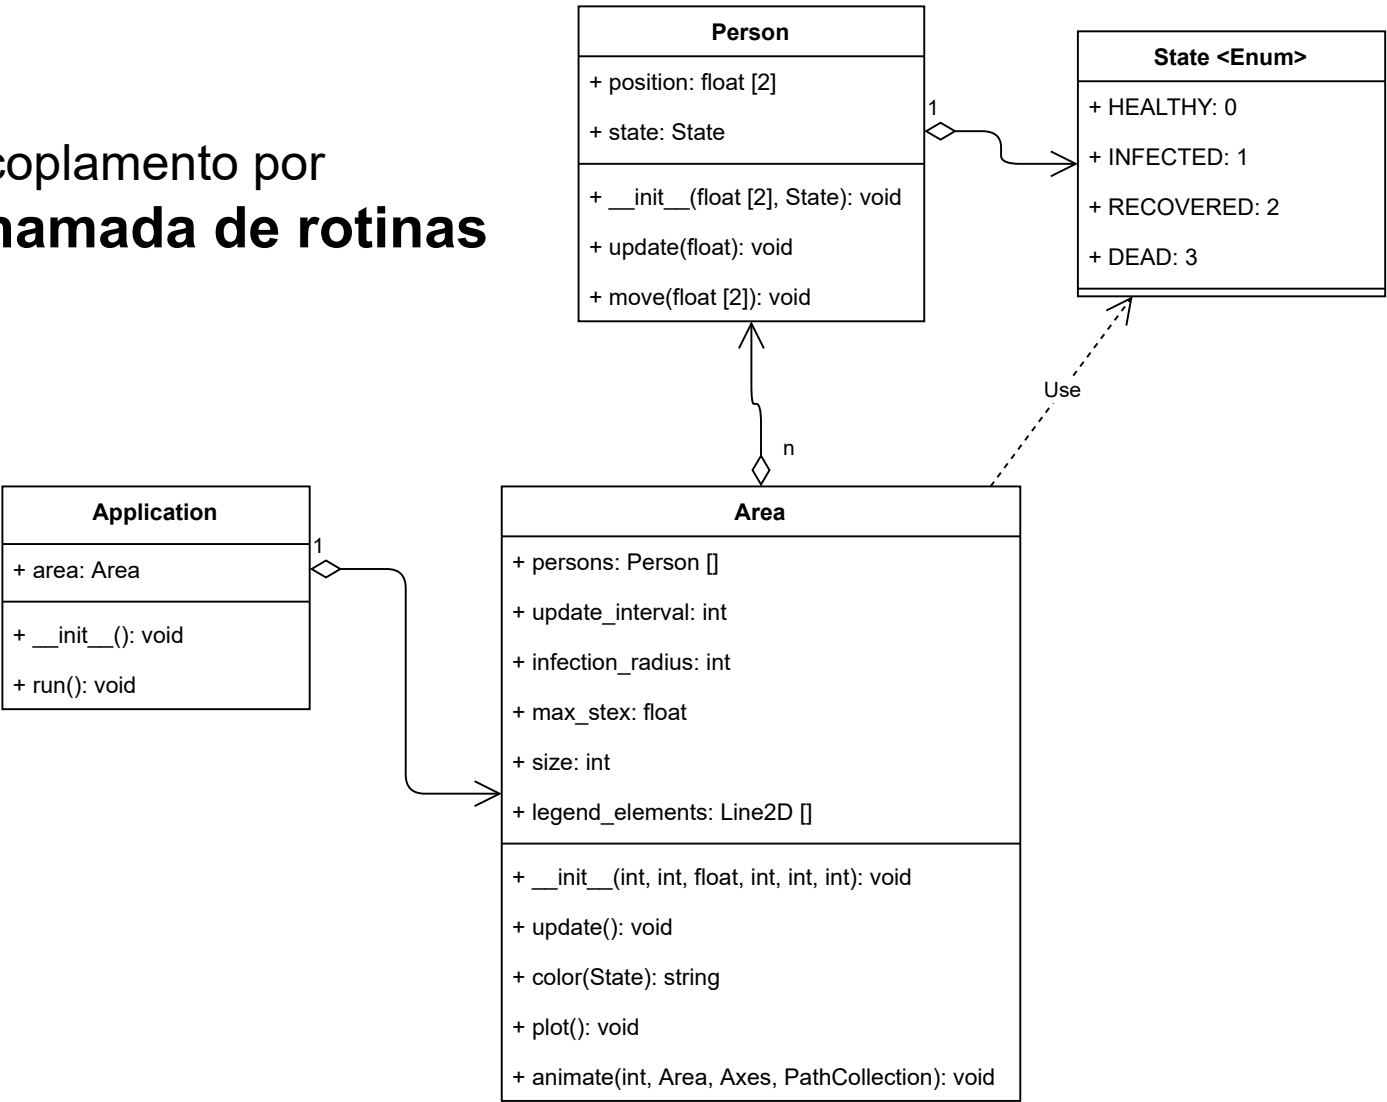 coplamento por
hamada de rotinas
Person
+ position: float [2]
+ state: State
+ __init__(float [2], State): void
+ update(float): void
+ move(float [2]): void
1
State <Enum>
+ HEALTHY: 0
+ INFECTED: 1
+ RECOVERED: 2
+ DEAD: 3
Use
n
Application
+ area: Area
+ __init__(): void
+ run(): void
1
Area
+ persons: Person []
+ update_interval: int
+ infection_radius: int
+ max_stex: float
+ size: int
+ legend_elements: Line2D []
+ __init__(int, int, float, int, int, int): void
+ update(): void
+ color(State): string
+ plot(): void
+ animate(int, Area, Axes, PathCollection): void